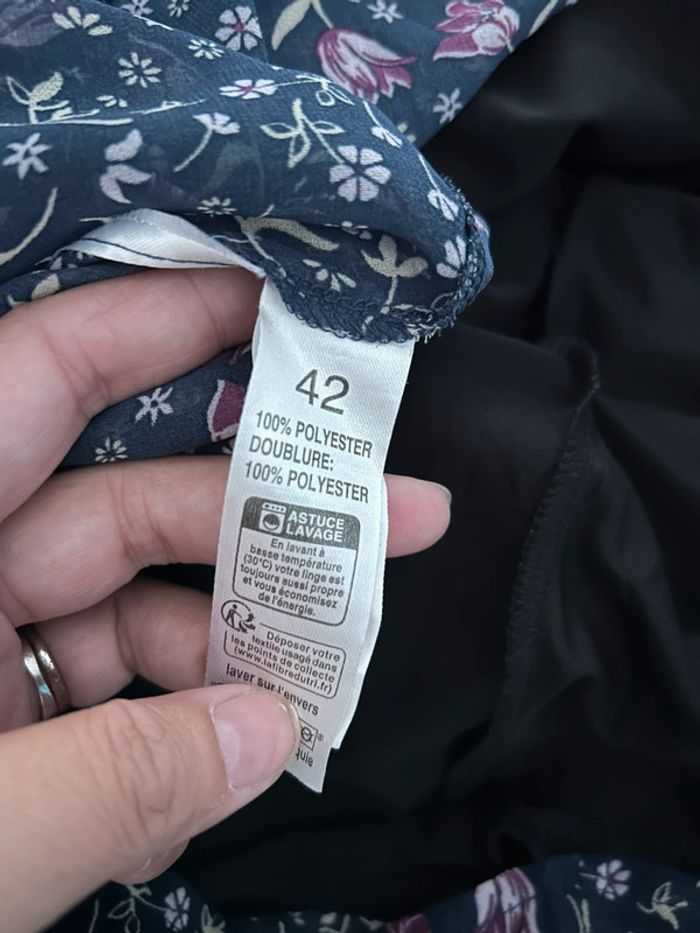 42
100% POLYESTER
DOUBLURE:
100% POLYESTER
ASTUCE
LAVAGE
En lavant à
basse température
(30°C) votre linge est
toujours aussi propre
et vous économisez
de l'énergie.
Déposer votre
textile usagé dans
les points de collecte
(www.lafibredutri.fr)
laver sur l'envers